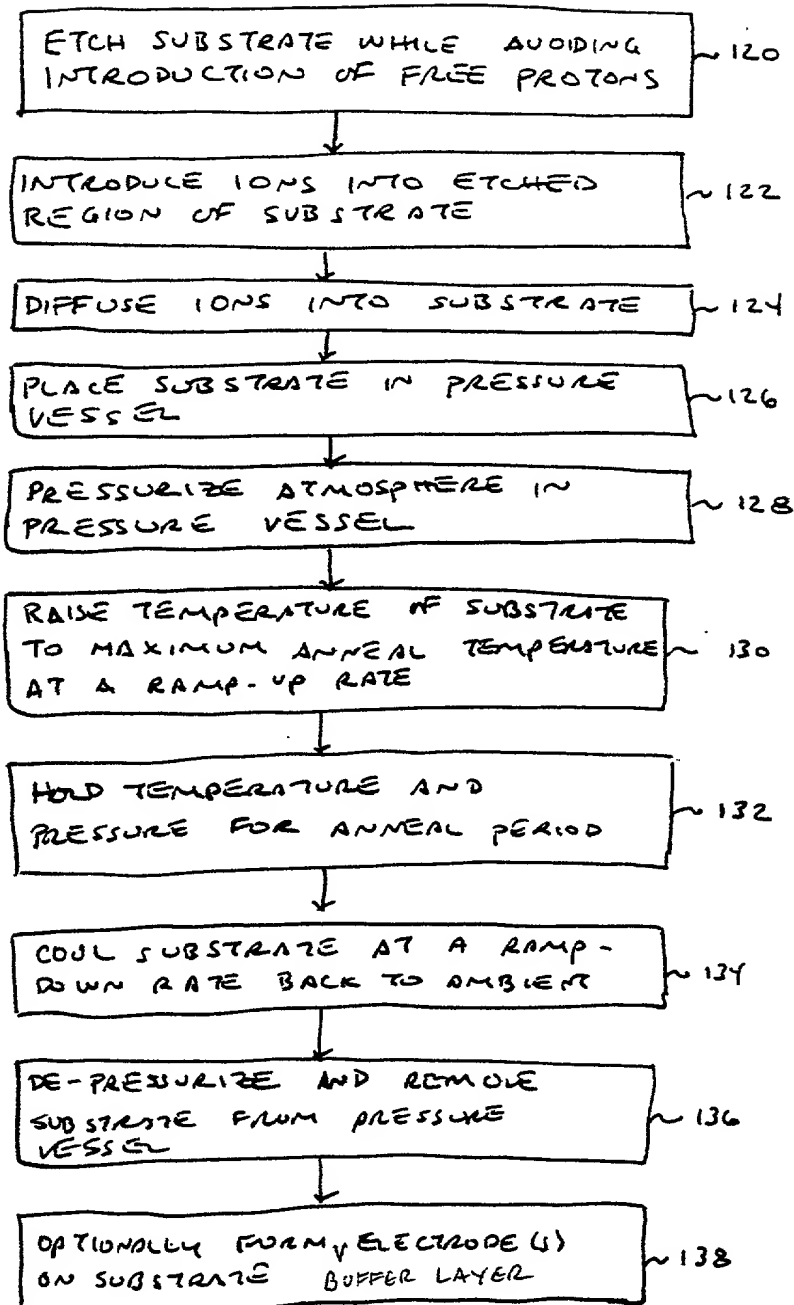 ETCH SUBSTRATE WHILE AVOIDING
INTRODUCTION OF FREE PROTONS
~ 120
INTRODUCE IONS INTO ETCHED
REGION OF SUBSTRATE
~ 122
DIFFUSE IONS INTO SUBSTRATE
~ 124
PLACE SUBSTRATE IN PRESSURE
VESSEL
~ 126
PRESSURIZE ATMOSPHERE IN
PRESSURE VESSEL
~ 128
RAISE TEMPERATURE OF SUBSTRATE
TO MAXIMUM ANNEAL TEMPERATURE
AT A RAMP-UP RATE
~ 130
HOLD TEMPERATURE AND
PRESSURE FOR ANNEAL PERIOD
~ 132
COOL SUBSTRATE AT A RAMP-
DOWN RATE BACK TO AMBIENT
~ 134
DE-PRESSURIZE AND REMOVE
SUBSTRATE FROM PRESSURE
VESSEL
~ 136
OPTIONALLY FORM ELECTRODE(S)
ON SUBSTRATE BUFFER LAYER
~ 138